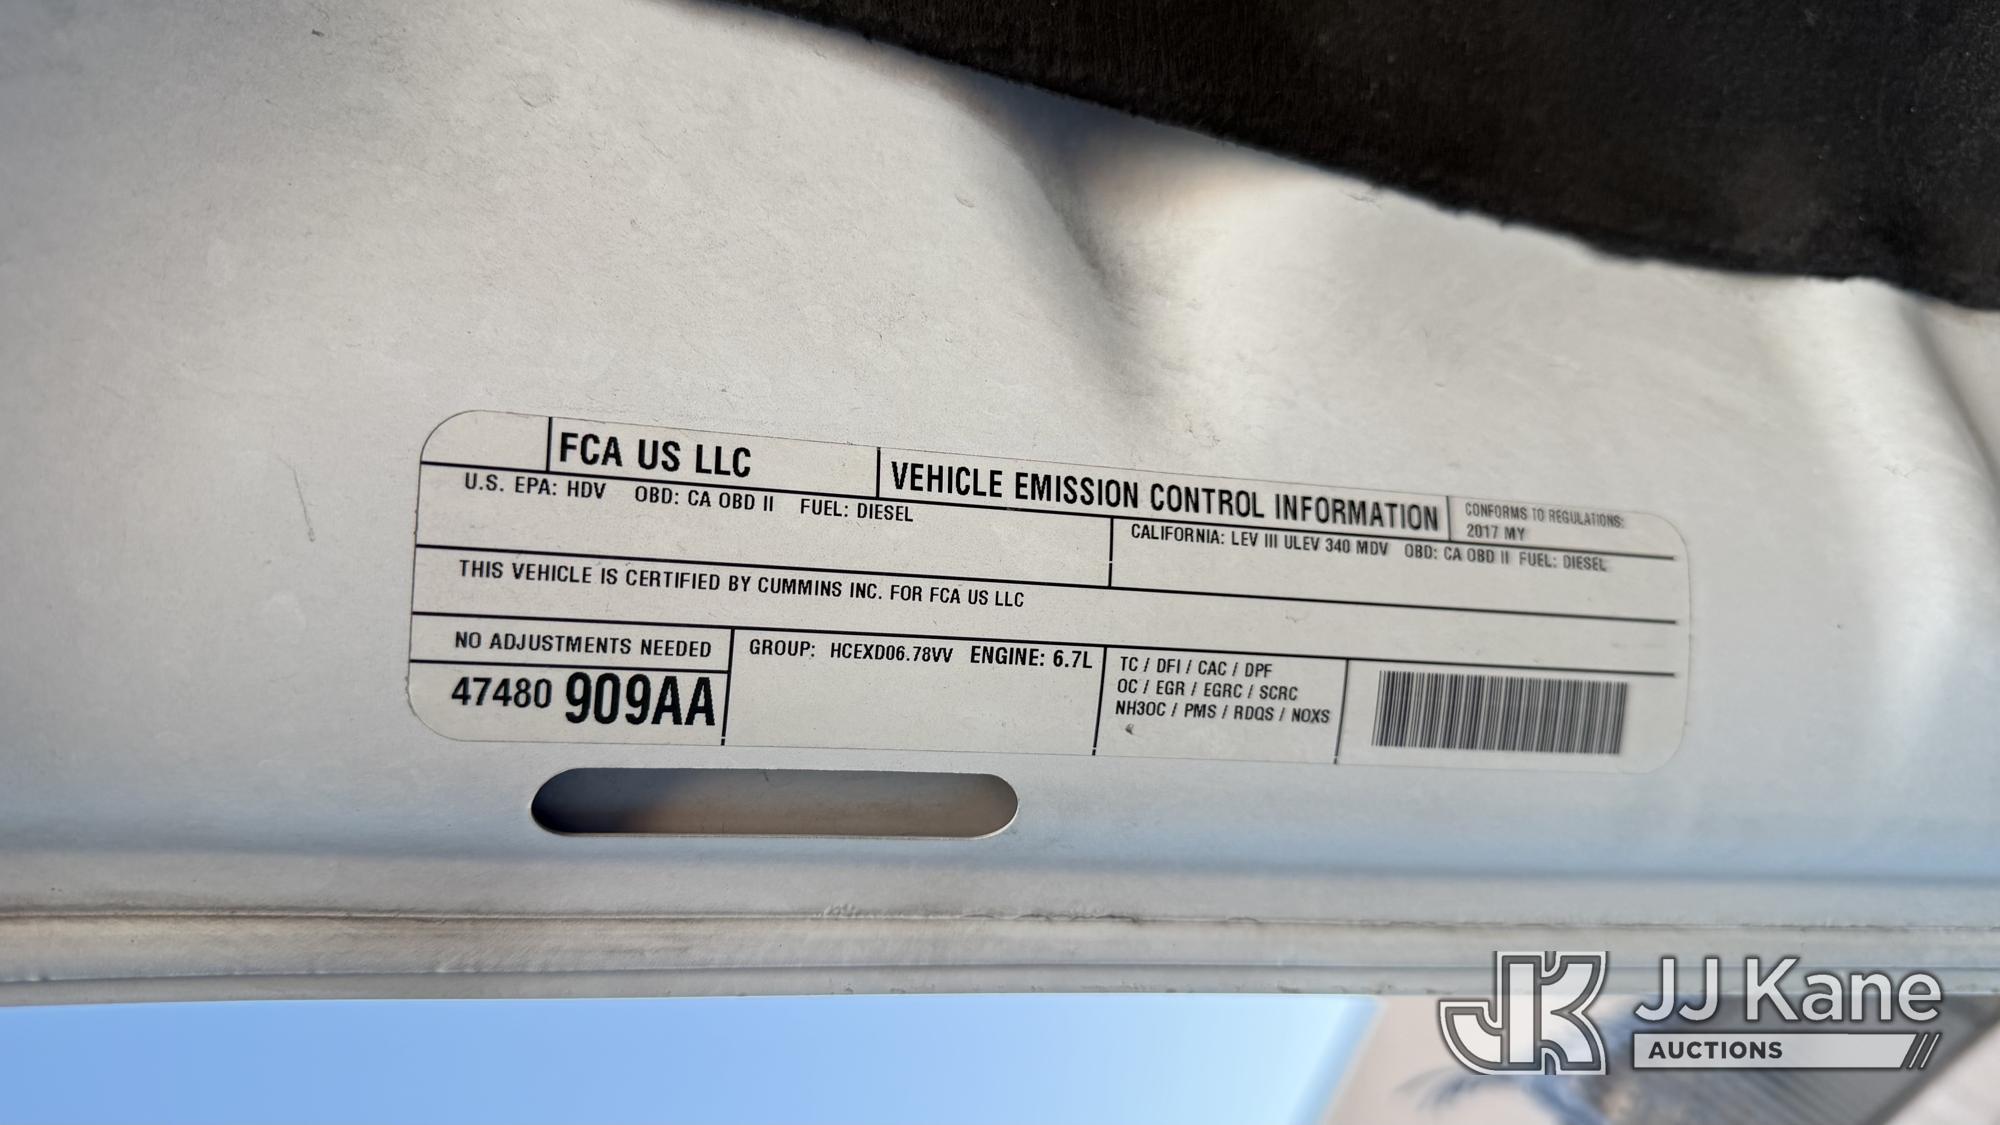 FCA US LLC
VEHICLE EMISSION CONTROL INFORMATION
CONFORMS TO REGULATIONS:
2017 MY
U.S. EPA: HDV OBD: CA OBD II FUEL: DIESEL
CALIFORNIA: LEV III ULEV 340 MDV OBD: CA OBD II FUEL: DIESEL
THIS VEHICLE IS CERTIFIED BY CUMMINS INC. FOR FCA US LLC
NO ADJUSTMENTS NEEDED
47480 909AA
GROUP: HCEXD06.78VV ENGINE: 6.7L
TC / DFI / CAC / DPF
OC / EGR / EGRC / SCRC
NH3OC / PMS / RDQS / NOXS
JK JJ Kane
AUCTIONS